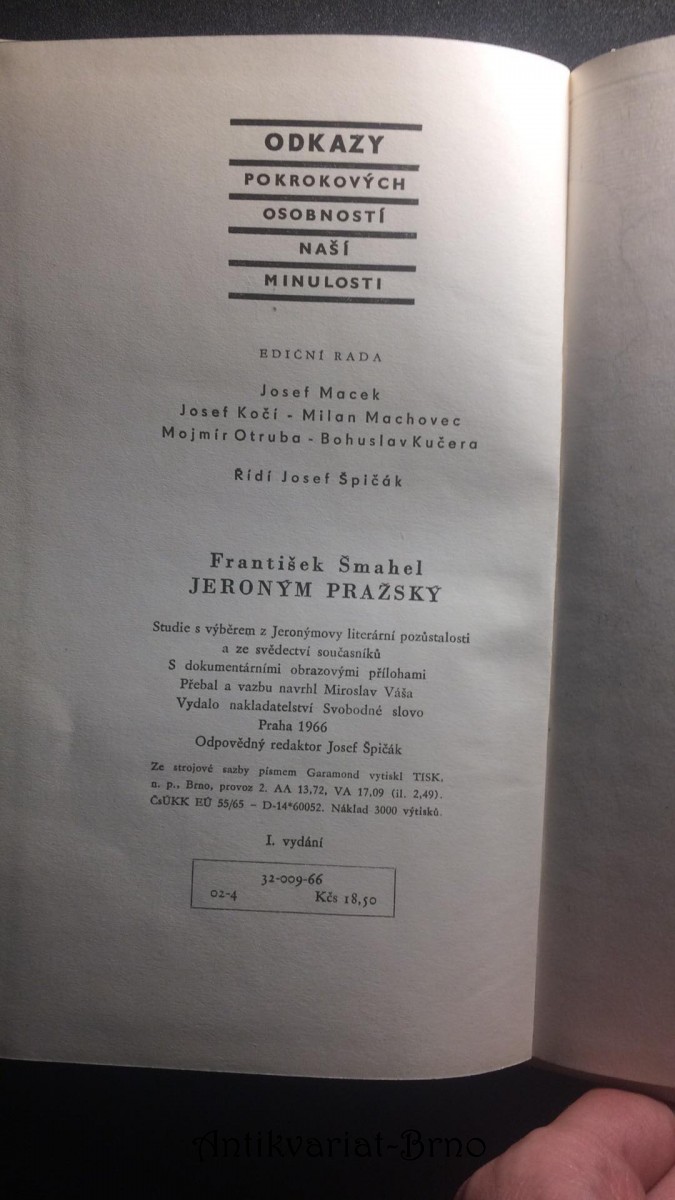 ODKAZY
POKROKOVÝCH
OSOBNOSTÍ
NAŠÍ
MINULOSTI
EDIČNÍ RADA
Josef Macek
Josef Kočí - Milan Machovec
Mojmír Otruba - Bohuslav Kučera
Řídí Josef Špičák
František Šmahel
JERONÝM PRAŽSKÝ
Studie s výběrem z Jeronýmovy literární pozůstalosti
a ze svědectví současníků
S dokumentárními obrazovými přílohami
Přebal a vazbu navrhl Miroslav Váša
Vydalo nakladatelství Svobodné slovo
Praha 1966
Odpovědný redaktor Josef Špičák
Ze strojové sazby písmem Garamond vytiskl TISK,
n. p., Brno, provoz 2. AA 13,72, VA 17,09 (il. 2,49).
ČsÚKK EÚ 55/65 – D-14*60052. Náklad 3000 výtisků.
I. vydání
32-009-66
02-4 Kčs 18,50
Antikvariat-Brno